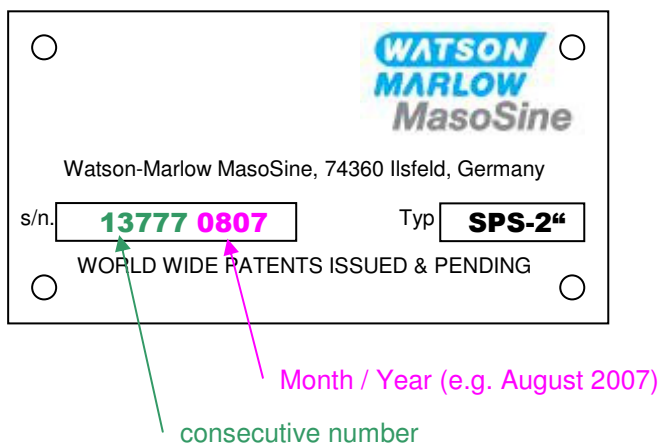 WATSON
MARLOW
MasoSine
Watson-Marlow MasoSine, 74360 Ilsfeld, Germany
s/n. 13777 0807 Typ SPS-2“
WORLD WIDE PATENTS ISSUED & PENDING
Month / Year (e.g. August 2007)
consecutive number